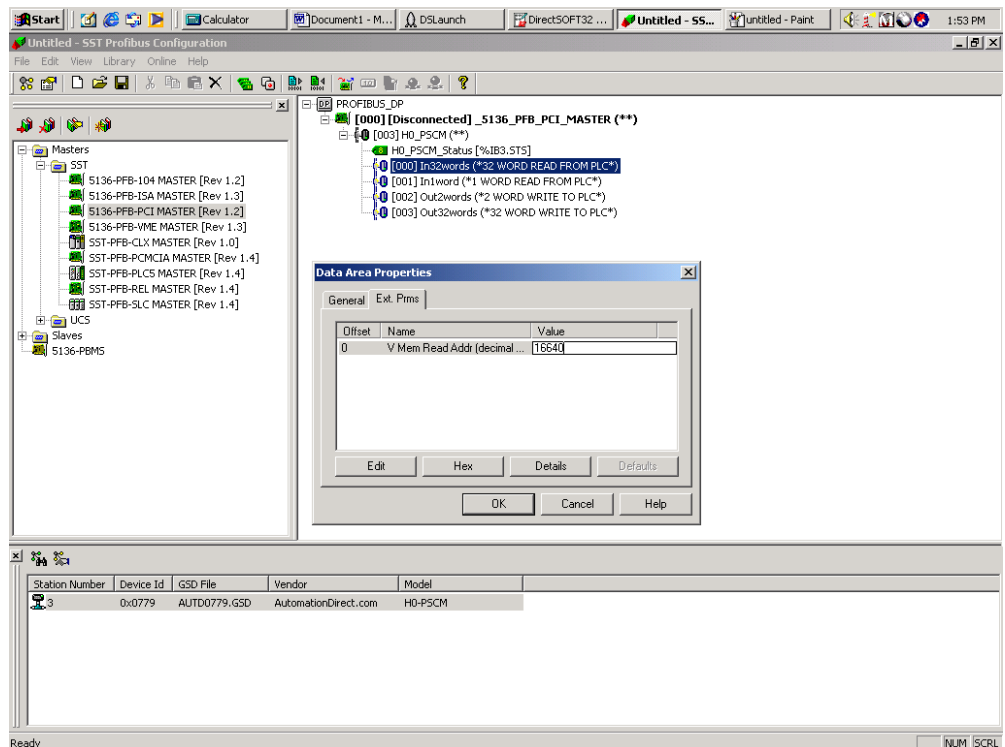 Start Calculator Document1 - M... DSLaunch DirectSOFT32 ... Untitled - SS... untitled - Paint 1:53 PM
Untitled - SST Profibus Configuration
File Edit View Library Online Help
PROFIBUS_DP
[000] [Disconnected] _5136_PFB_PCI_MASTER (**)
[003] H0_PSCM (**)
H0_PSCM_Status [%IB3.STS]
[000] In32words (*32 WORD READ FROM PLC*)
[001] In1word (*1 WORD READ FROM PLC*)
[002] Out2words (*2 WORD WRITE TO PLC*)
[003] Out32words (*32 WORD WRITE TO PLC*)
Masters
SST
5136-PFB-104 MASTER [Rev 1.2]
5136-PFB-ISA MASTER [Rev 1.3]
5136-PFB-PCI MASTER [Rev 1.2]
5136-PFB-VME MASTER [Rev 1.3]
SST-PFB-CLX MASTER [Rev 1.0]
SST-PFB-PCMCIA MASTER [Rev 1.4]
SST-PFB-PLC5 MASTER [Rev 1.4]
SST-PFB-REL MASTER [Rev 1.4]
SST-PFB-SLC MASTER [Rev 1.4]
UCS
Slaves
5136-PBMS
Data Area Properties
General Ext. Prms
Offset Name Value
0 V Mem Read Addr (decimal ... 16640
Edit Hex Details Defaults
OK Cancel Help
Station Number Device Id GSD File Vendor Model
3 0x0779 AUTD0779.GSD AutomationDirect.com H0-PSCM
Ready NUM SCRL